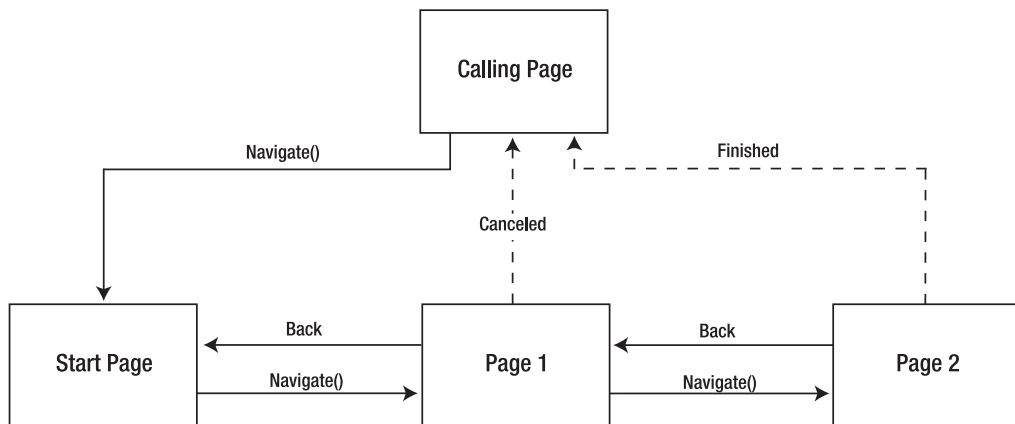 Calling Page
Navigate()
Finished
Canceled
Back
Back
Start Page
Page 1
Page 2
Navigate()
Navigate()